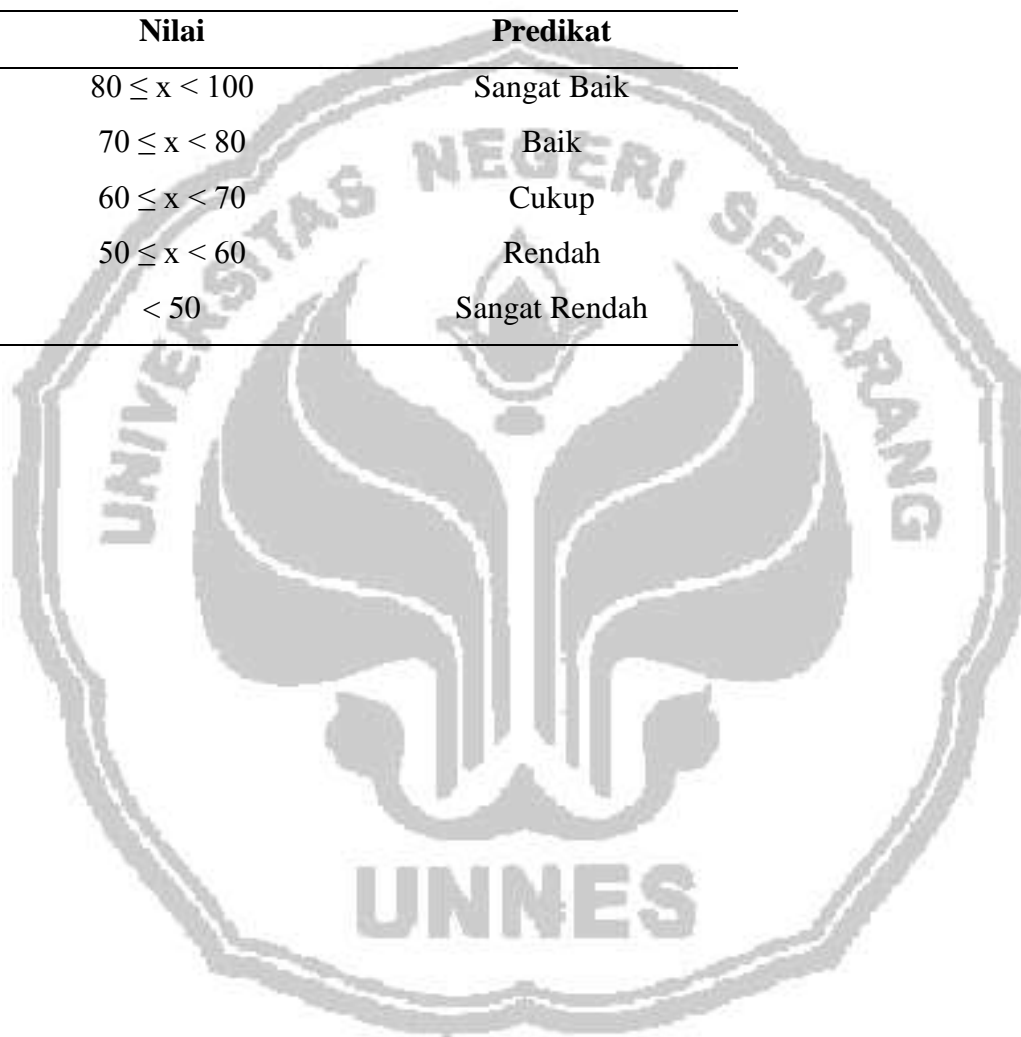 Nilai Predikat
80 ≤ x < 100 Sangat Baik
70 ≤ x < 80 Baik
60 ≤ x < 70 Cukup
50 ≤ x < 60 Rendah
< 50 Sangat Rendah
UNIVERSITAS NEGERI SEMARANG
UNNES